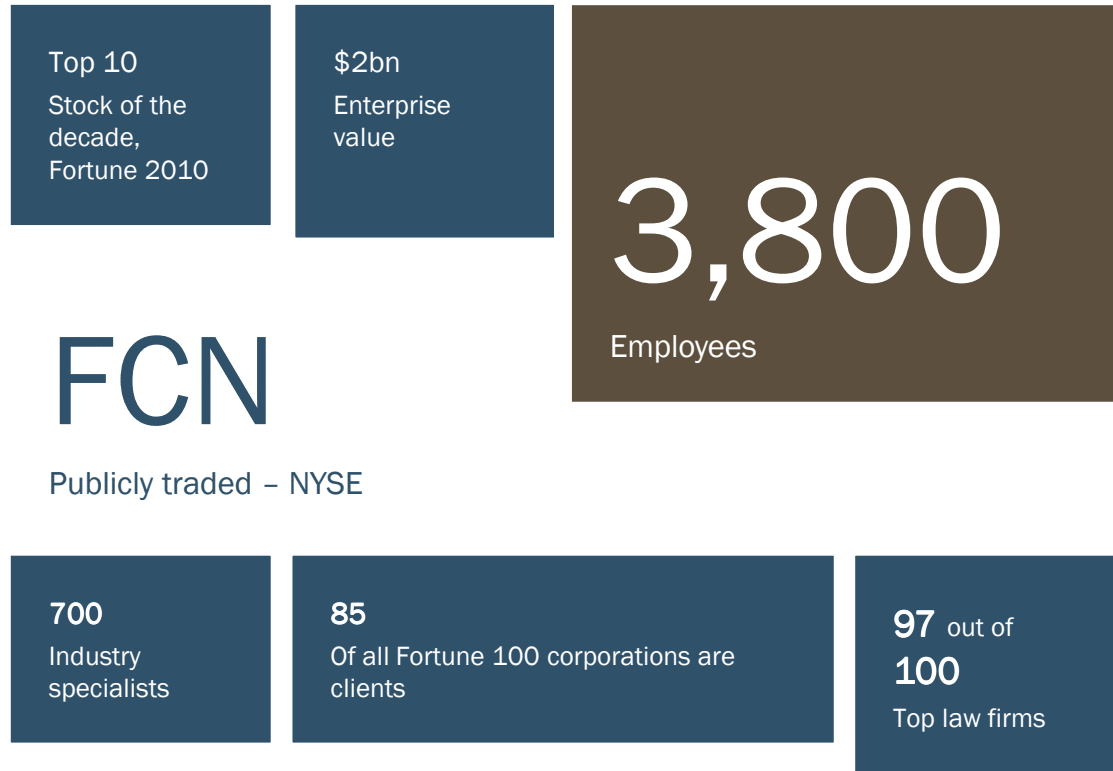 Top 10
Stock of the
decade,
Fortune 2010
$2bn
Enterprise
value
3,800
Employees
FCN
Publicly traded – NYSE
700
Industry
specialists
85
Of all Fortune 100 corporations are
clients
97 out of
100
Top law firms